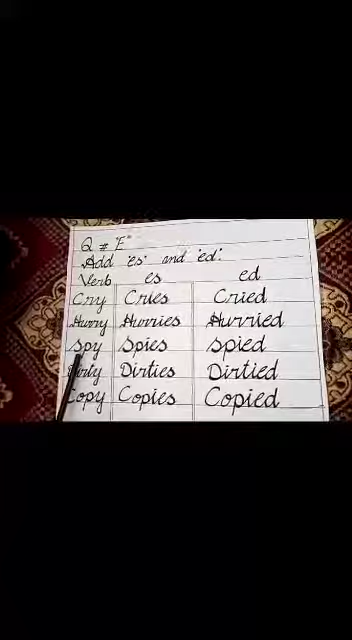 Q # "F"
Add 'es' and 'ed'.
Verb es ed
Cry Cries Cried
Hurry Hurries Hurried
Spy Spies Spied
Dirty Dirties Dirtied
Copy Copies Copied